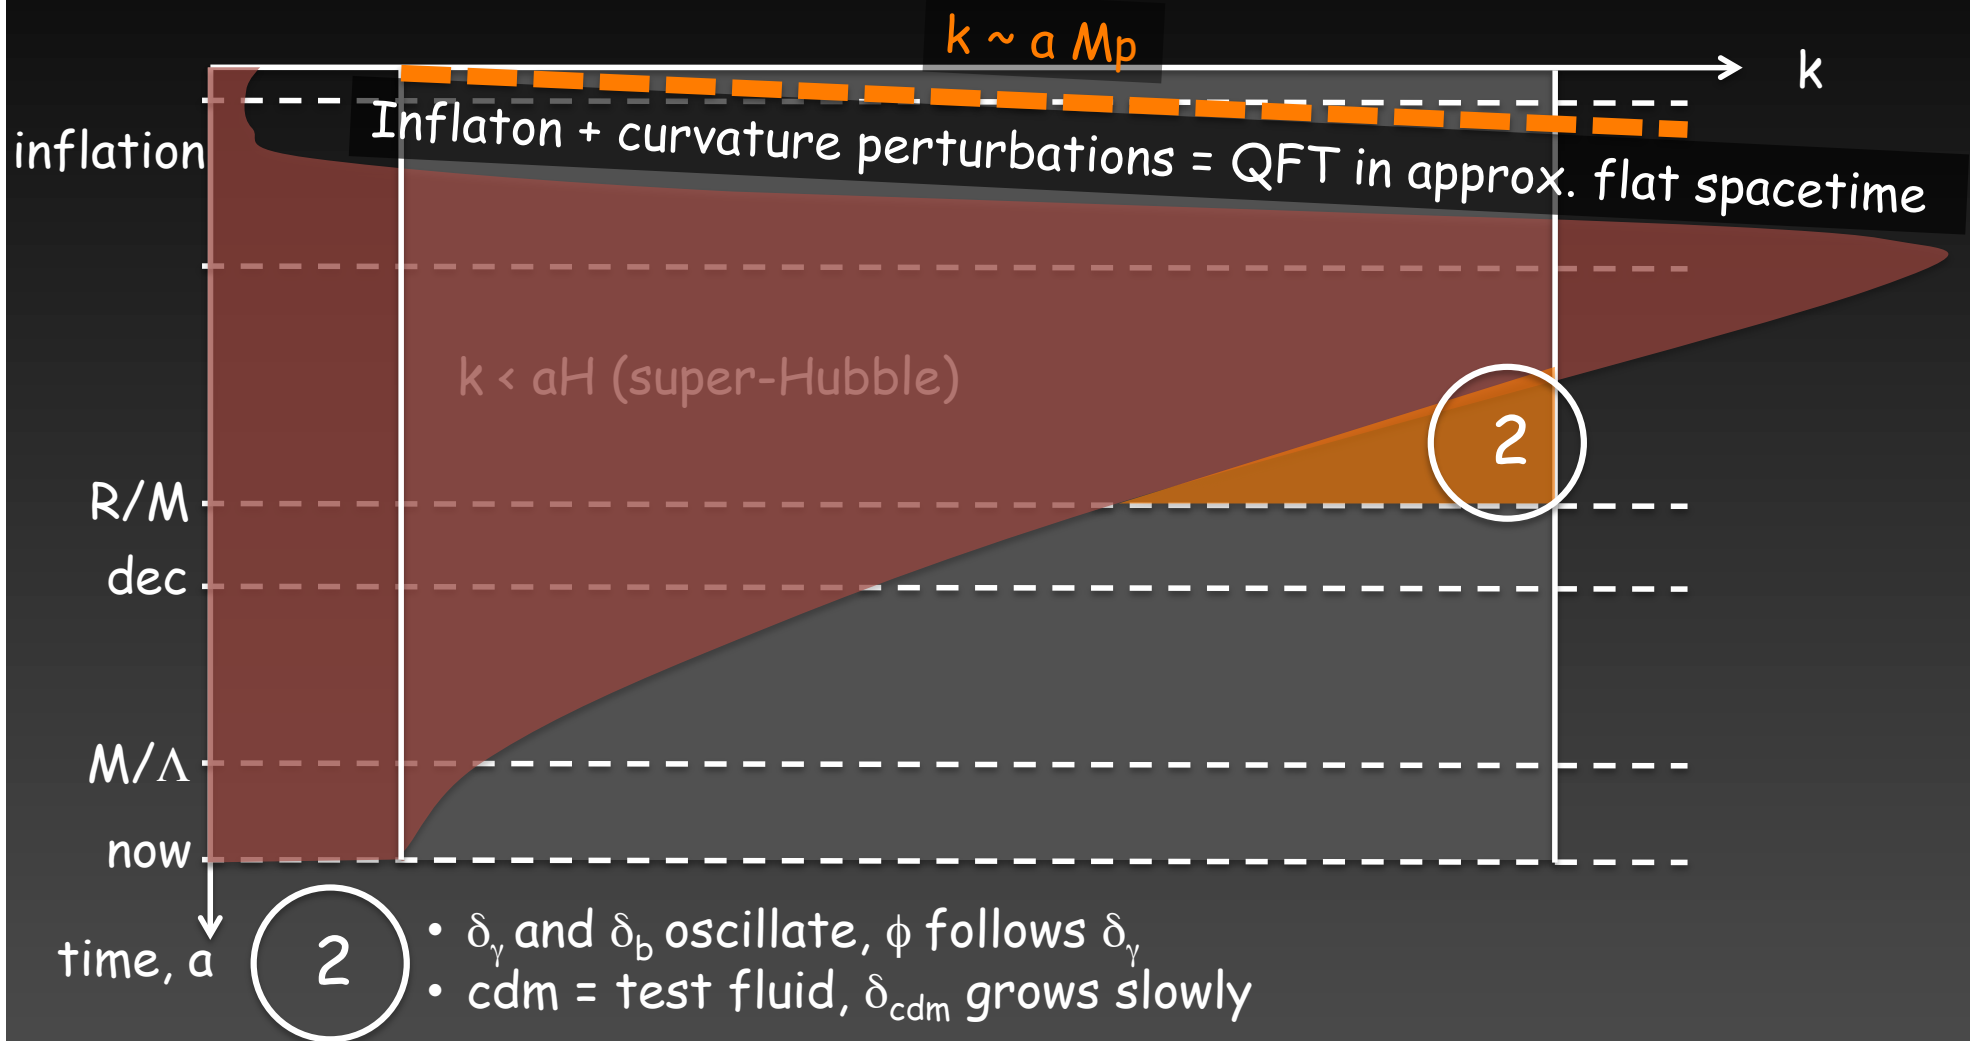 k ~ a Mp
k
Inflaton + curvature perturbations = QFT in approx. flat spacetime
inflation
k < aH (super-Hubble)
2
R/M
dec
M/Λ
now
time, a
2
• δγ and δb oscillate, ϕ follows δγ
• cdm = test fluid, δcdm grows slowly